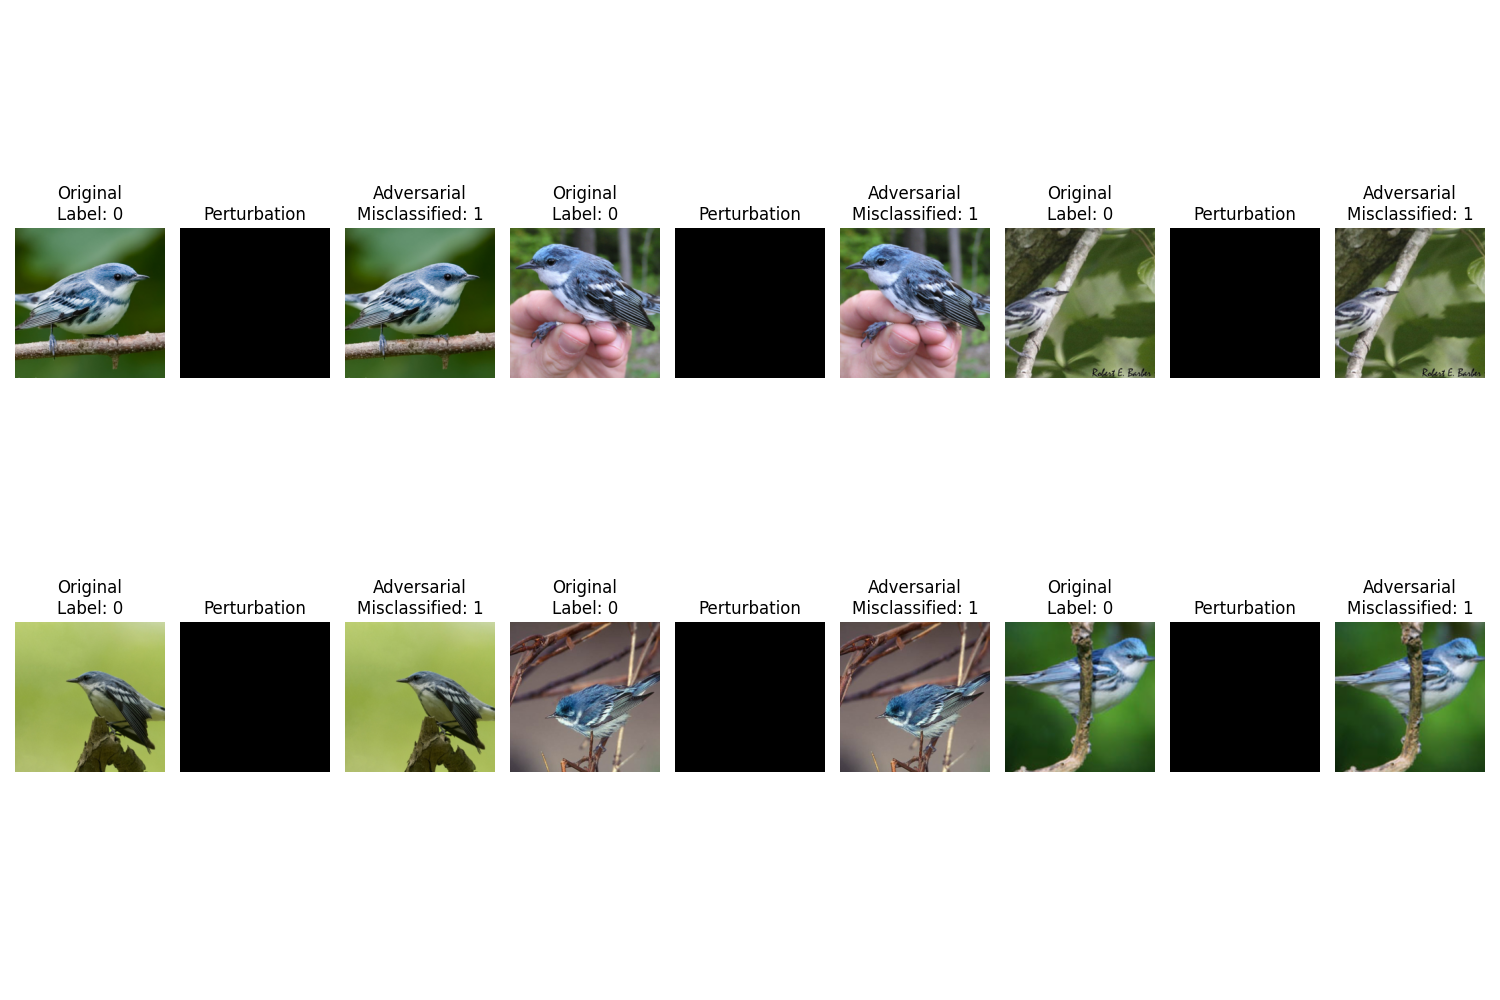 Original
Label: 0
Perturbation
Adversarial
Misclassified: 1
Original
Label: 0
Perturbation
Adversarial
Misclassified: 1
Original
Label: 0
Perturbation
Adversarial
Misclassified: 1
Robert E. Barber
Robert E. Barber
Original
Label: 0
Perturbation
Adversarial
Misclassified: 1
Original
Label: 0
Perturbation
Adversarial
Misclassified: 1
Original
Label: 0
Perturbation
Adversarial
Misclassified: 1